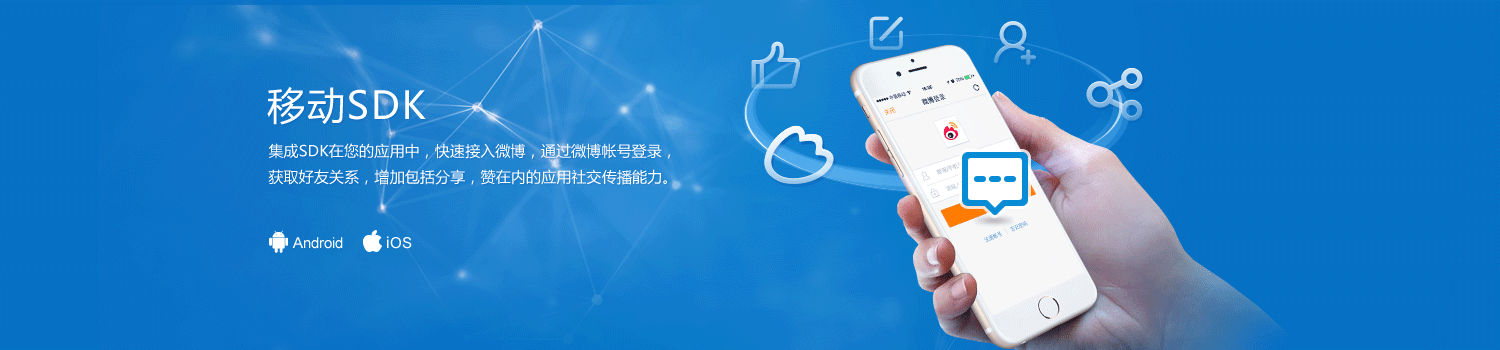 移动SDK
集成SDK在您的应用中，快速接入微博，通过微博帐号登录，
获取好友关系，增加包括分享，赞在内的应用社交传播能力。
Android
iOS
关闭
微博登录